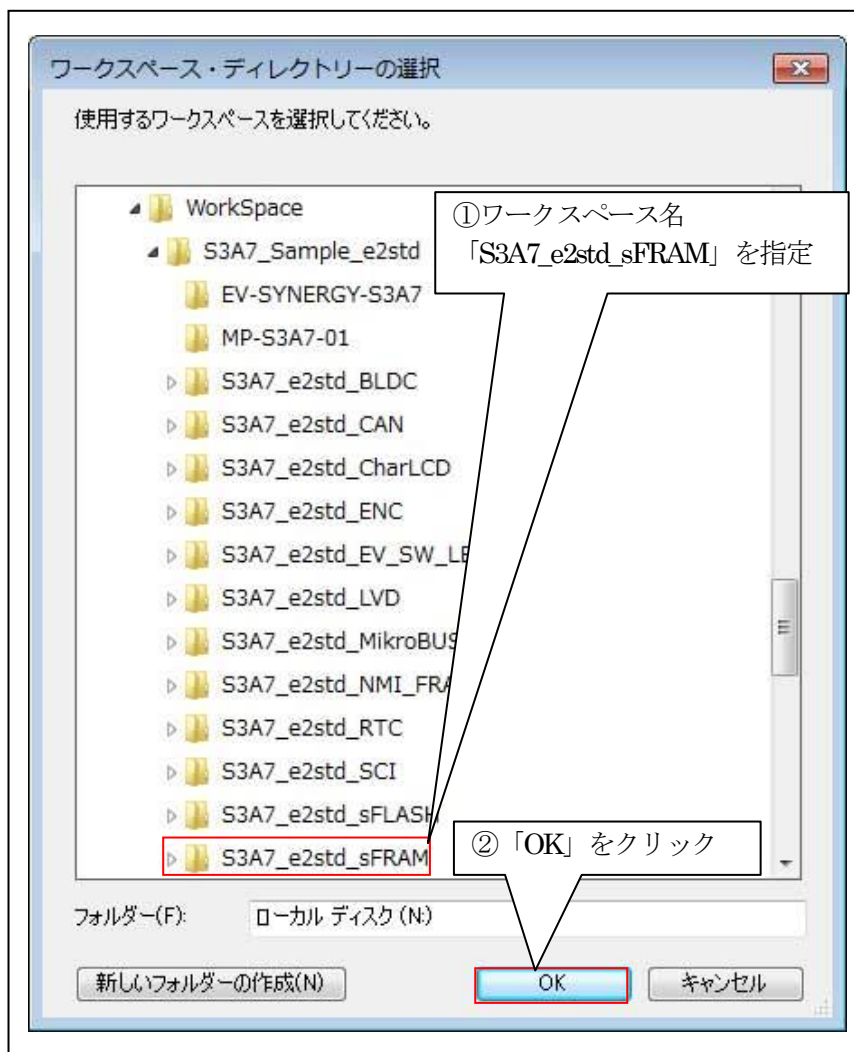 ワークスペース・ディレクトリーの選択
使用するワークスペースを選択してください。
WorkSpace
S3A7_Sample_e2std
EV-SYNERGY-S3A7
MP-S3A7-01
S3A7_e2std_BLDC
S3A7_e2std_CAN
S3A7_e2std_CharLCD
S3A7_e2std_ENC
S3A7_e2std_EV_SW_LE
S3A7_e2std_LVD
S3A7_e2std_MikroBUS
S3A7_e2std_NMI_FRA
S3A7_e2std_RTC
S3A7_e2std_SCI
S3A7_e2std_sFLASH
S3A7_e2std_sFRAM
①ワークスペース名
「S3A7_e2std_sFRAM」を指定
②「OK」をクリック
フォルダー(F): ローカル ディスク (N:)
新しいフォルダーの作成(N) OK キャンセル